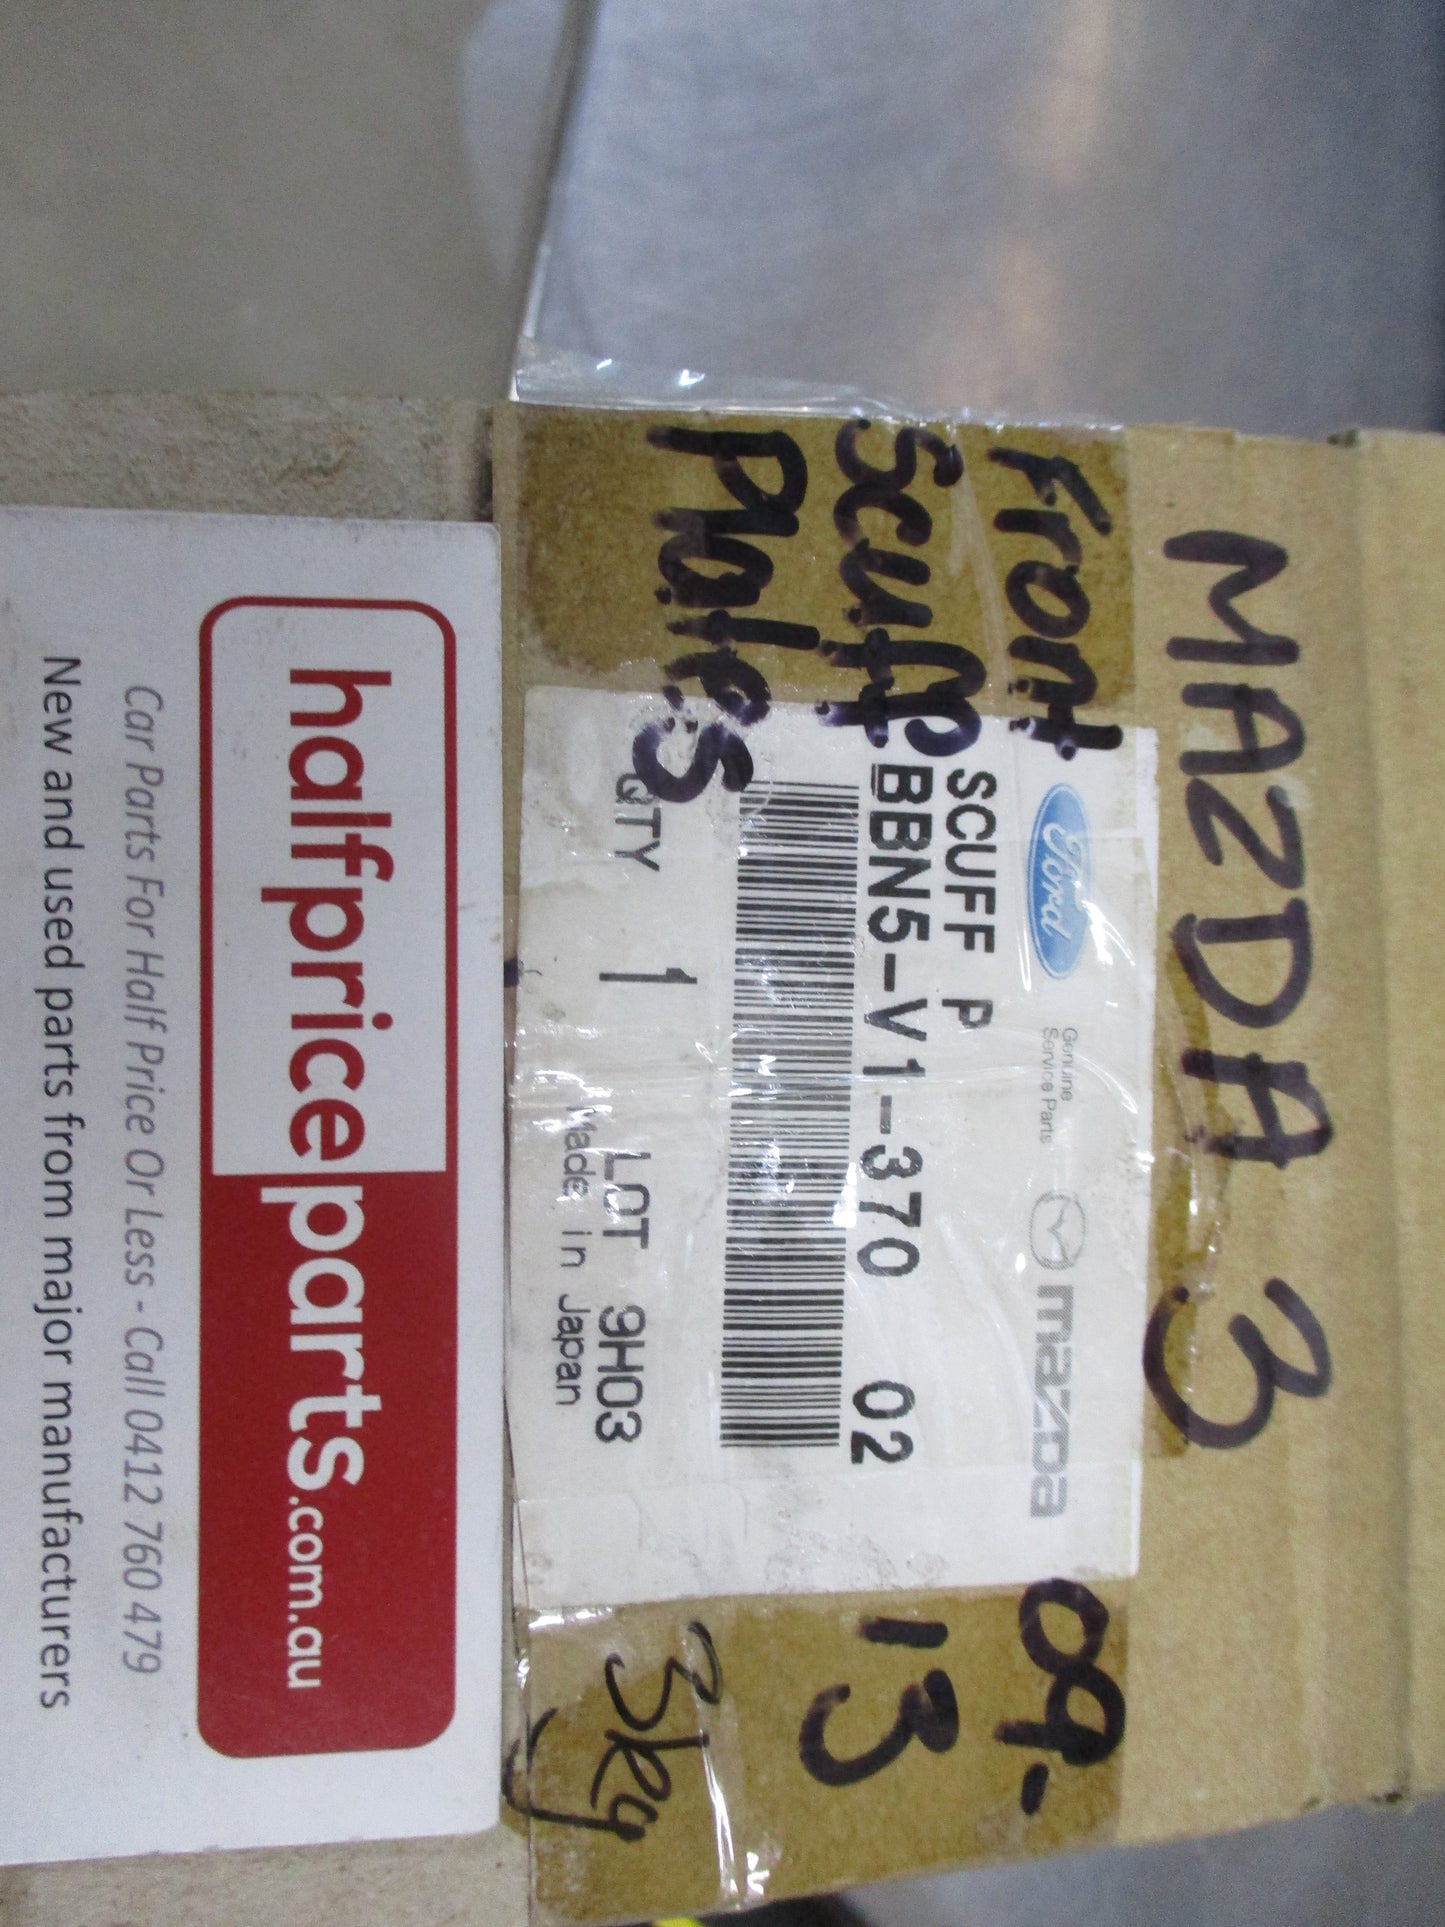 MAZDA 3
Front
Scuff
Plates
09-
13
3kg
Ford
Genuine
Service Parts
mazda
SCUFF P
BBN5-V1-370 02
QTY 1 LOT 9H03
Made in Japan
halfpriceparts.com.au
Car Parts For Half Price Or Less - Call 0412 760 479
New and used parts from major manufacturers